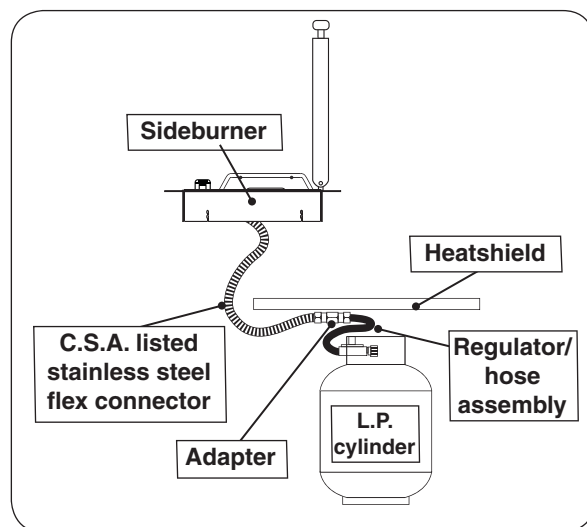 Sideburner
Heatshield
C.S.A. listed
stainless steel
flex connector
Regulator/
hose
assembly
L.P.
cylinder
Adapter